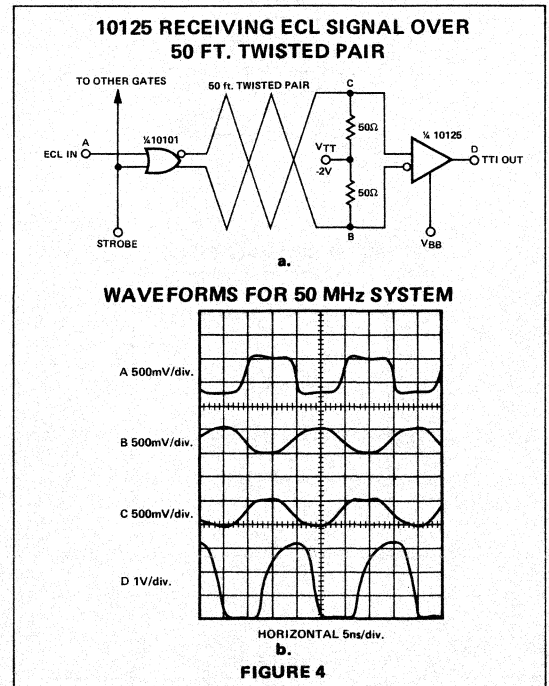 10125 RECEIVING ECL SIGNAL OVER
50 FT. TWISTED PAIR
TO OTHER GATES
50 ft. TWISTED PAIR
C
A
¼10101
50Ω
¼ 10125
ECL IN
VTT
D
TTl OUT
-2V
50Ω
STROBE
B
VBB
a.
WAVEFORMS FOR 50 MHz SYSTEM
A 500mV/div.
B 500mV/div.
C 500mV/div.
D 1V/div.
HORIZONTAL 5ns/div.
b.
FIGURE 4